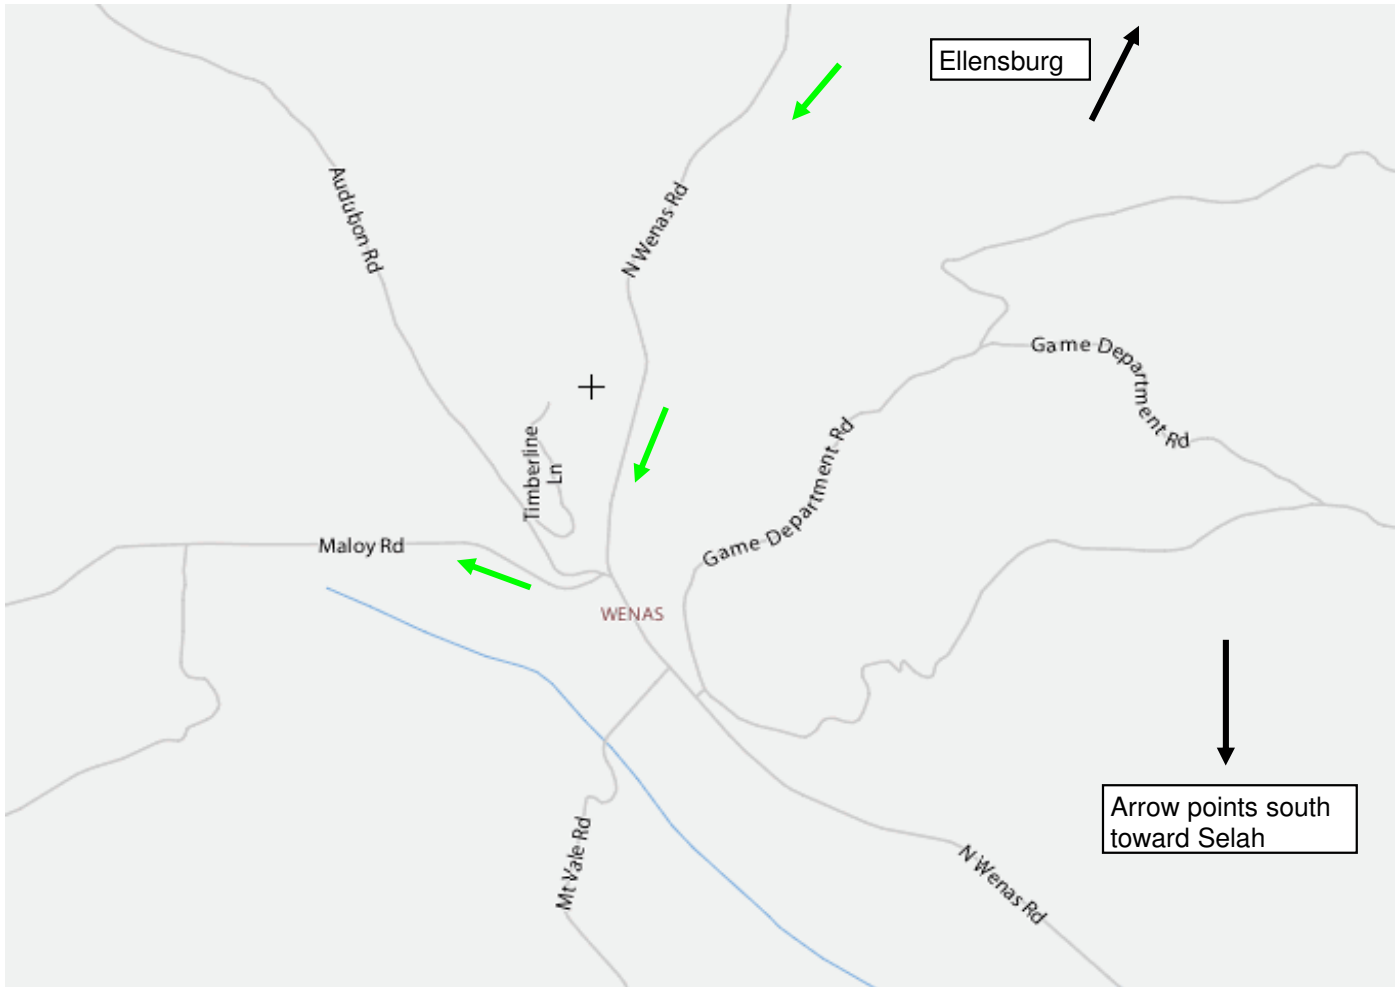 Ellensburg
Audubon Rd
N Wenas Rd
Game Department Rd
Timberline
Ln
Game Department Rd
Maloy Rd
WENAS
Arrow points south
toward Selah
Mt Vale Rd
N Wenas Rd